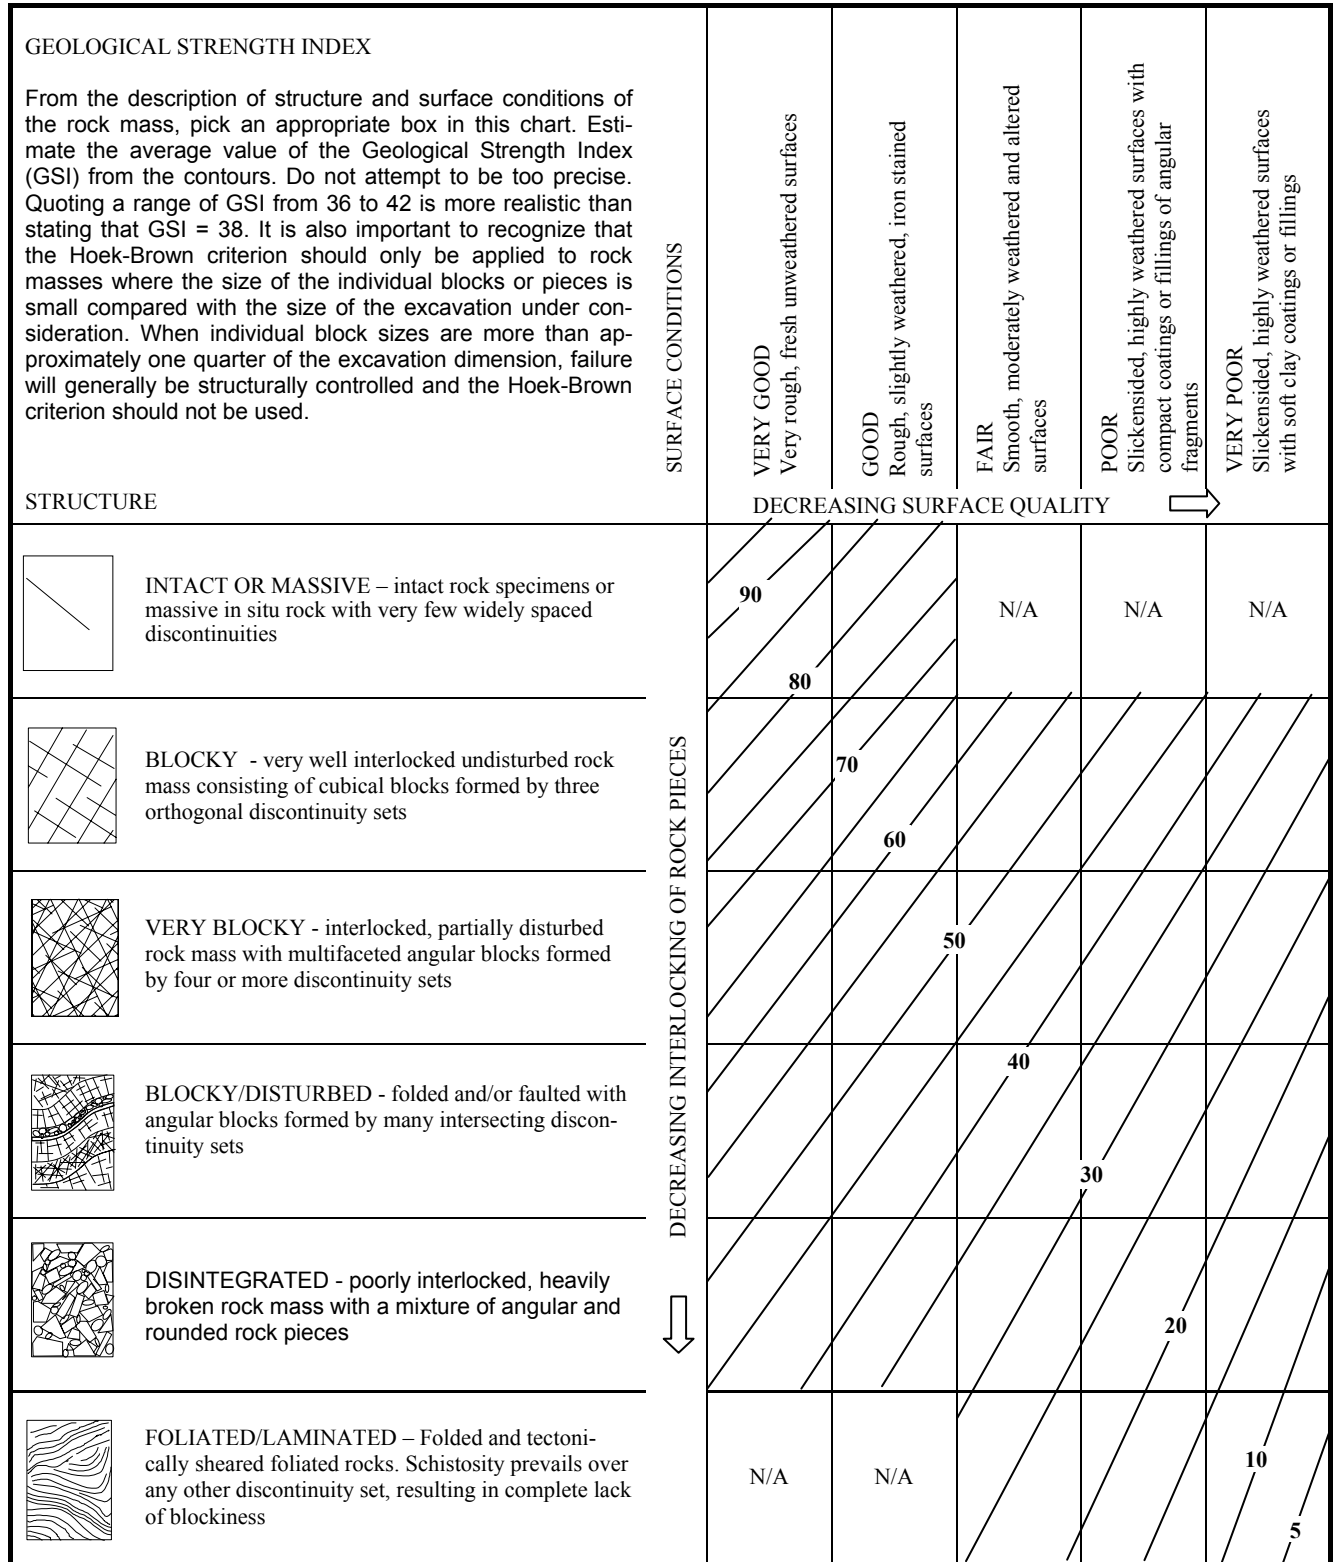 GEOLOGICAL STRENGTH INDEX
From the description of structure and surface conditions of
the rock mass, pick an appropriate box in this chart. Esti-
mate the average value of the Geological Strength Index
(GSI) from the contours. Do not attempt to be too precise.
Quoting a range of GSI from 36 to 42 is more realistic than
stating that GSI = 38. It is also important to recognize that
the Hoek-Brown criterion should only be applied to rock
masses where the size of the individual blocks or pieces is
small compared with the size of the excavation under con-
sideration. When individual block sizes are more than ap-
proximately one quarter of the excavation dimension, failure
will generally be structurally controlled and the Hoek-Brown
criterion should not be used.
STRUCTURE
SURFACE CONDITIONS
VERY GOOD
Very rough, fresh unweathered surfaces
GOOD
Rough, slightly weathered, iron stained
surfaces
FAIR
Smooth, moderately weathered and altered
surfaces
POOR
Slickensided, highly weathered surfaces with
compact coatings or fillings of angular
fragments
VERY POOR
Slickensided, highly weathered surfaces
with soft clay coatings or fillings
DECREASING SURFACE QUALITY
INTACT OR MASSIVE – intact rock specimens or
massive in situ rock with very few widely spaced
discontinuities
90
80
N/A
N/A
N/A
DECREASING INTERLOCKING OF ROCK PIECES
BLOCKY - very well interlocked undisturbed rock
mass consisting of cubical blocks formed by three
orthogonal discontinuity sets
70
60
VERY BLOCKY - interlocked, partially disturbed
rock mass with multifaceted angular blocks formed
by four or more discontinuity sets
50
BLOCKY/DISTURBED - folded and/or faulted with
angular blocks formed by many intersecting discon-
tinuity sets
40
30
DISINTEGRATED - poorly interlocked, heavily
broken rock mass with a mixture of angular and
rounded rock pieces
20
FOLIATED/LAMINATED – Folded and tectoni-
cally sheared foliated rocks. Schistosity prevails over
any other discontinuity set, resulting in complete lack
of blockiness
N/A
N/A
10
5